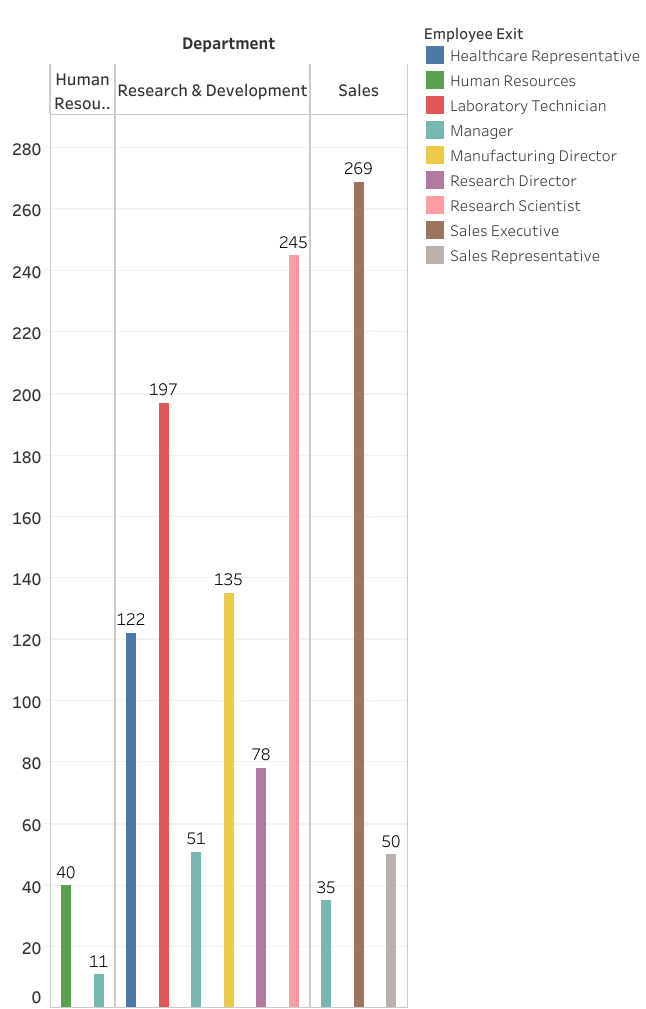 Department
Human
Resou..
Research & Development
Sales
280
260
240
220
200
180
160
140
120
100
80
60
40
20
0
40
11
122
197
51
135
78
245
35
269
50
Employee Exit
Healthcare Representative
Human Resources
Laboratory Technician
Manager
Manufacturing Director
Research Director
Research Scientist
Sales Executive
Sales Representative